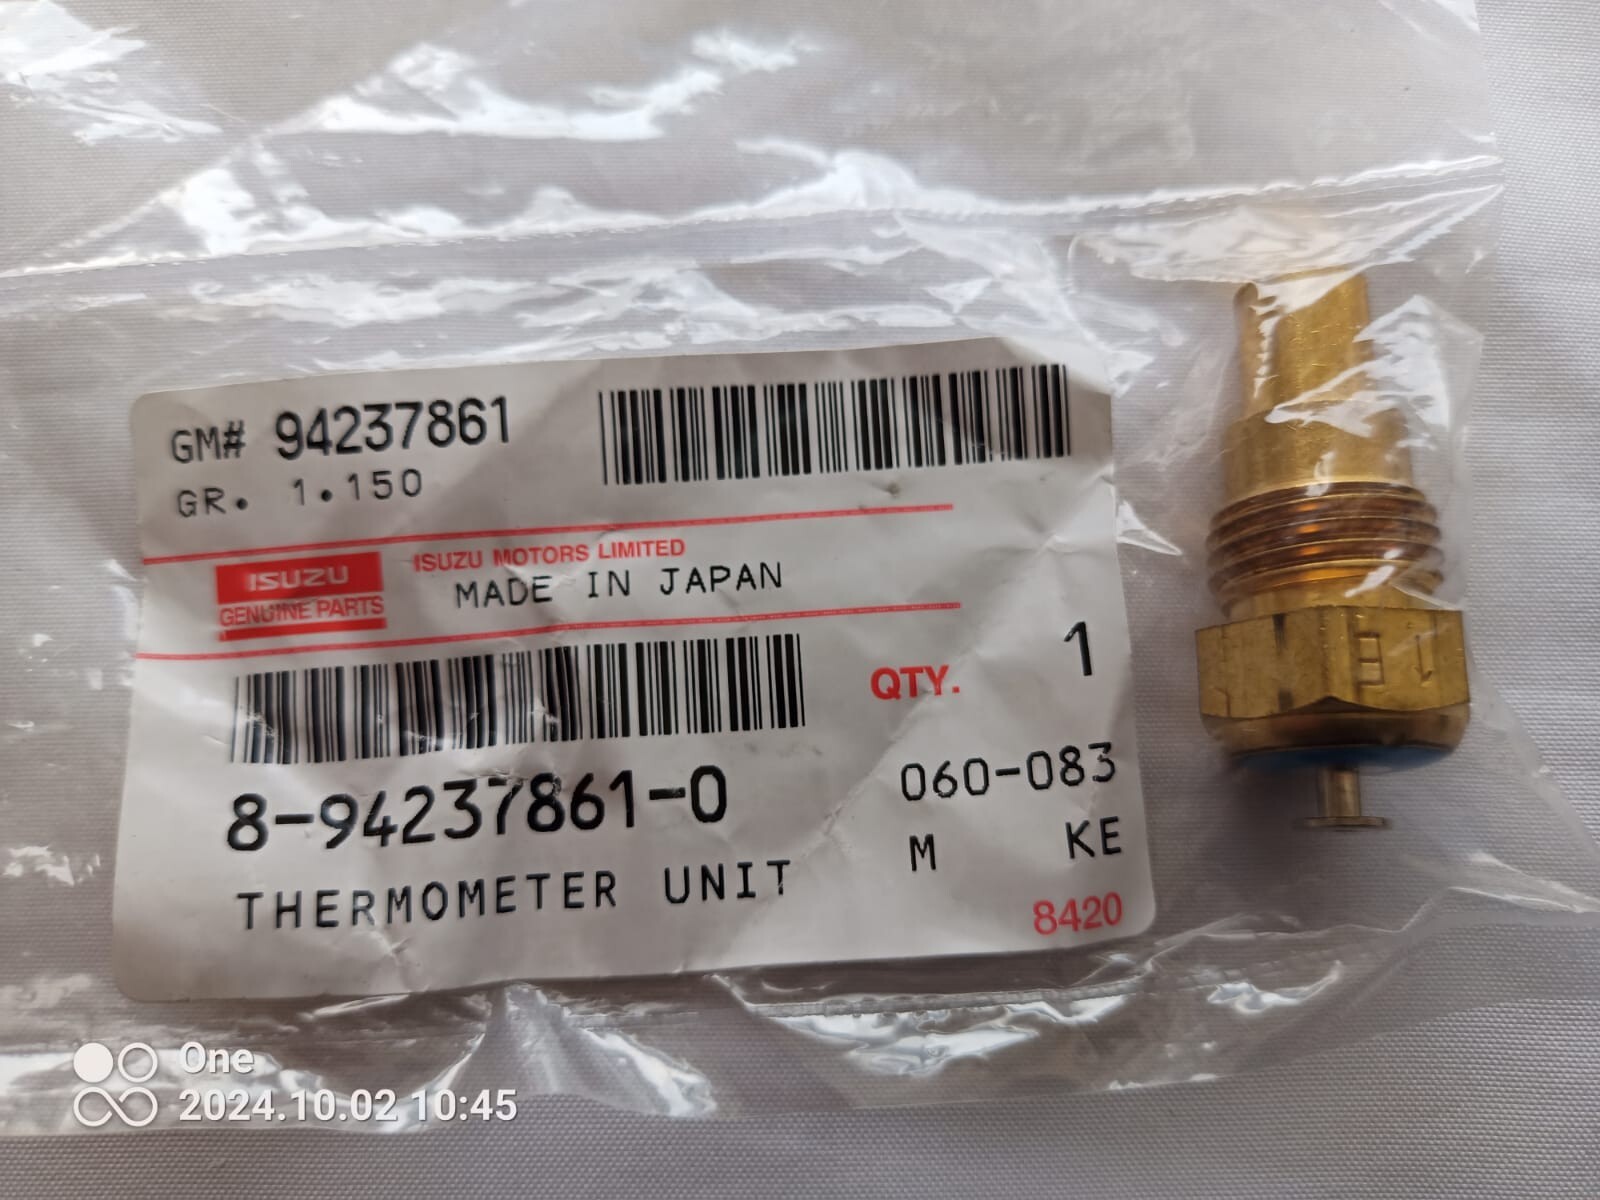 GM# 94237861
GR. 1.150
ISUZU MOTORS LIMITED
MADE IN JAPAN
ISUZU
GENUINE PARTS
QTY. 1
8-94237861-0
060-083
THERMOMETER UNIT
M KE
8420
One
2024.10.02 10:45